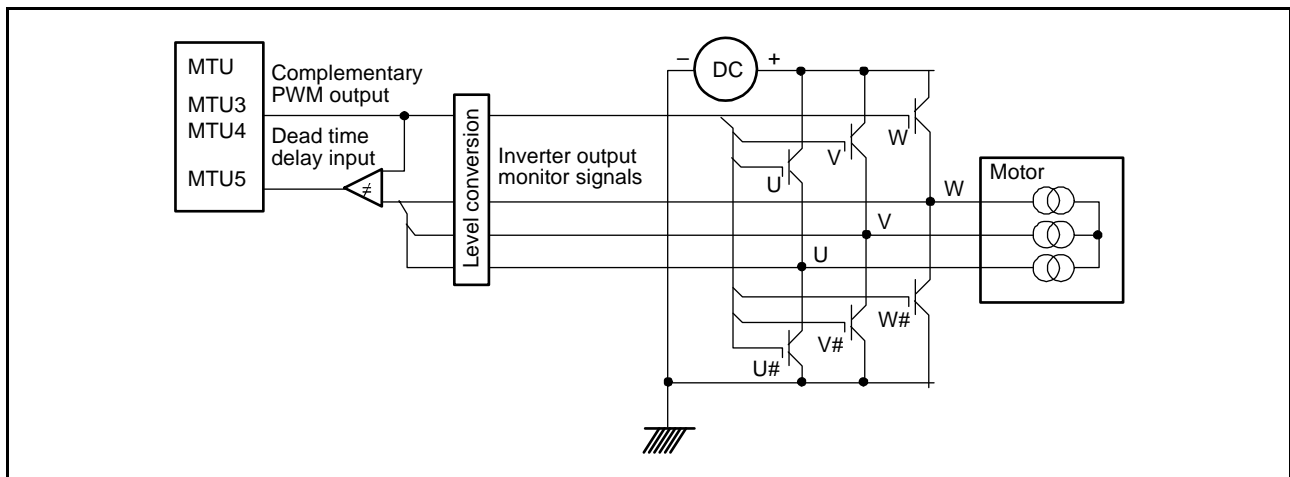 MTU
MTU3
MTU4
MTU5
Complementary
PWM output
Dead time
delay input
≠
Level conversion
Inverter output
monitor signals
– DC +
W
V
U
W
V
U
W#
V#
U#
Motor